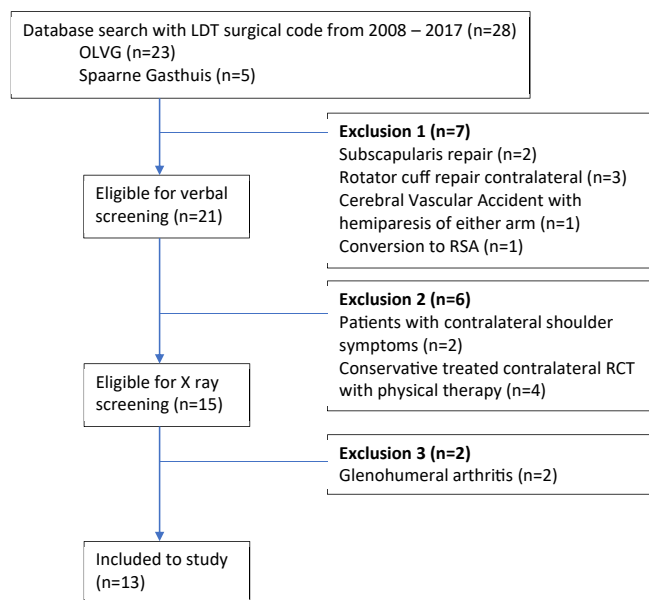 Database search with LDT surgical code from 2008 – 2017 (n=28)
OLVG (n=23)
Spaarne Gasthuis (n=5)
Exclusion 1 (n=7)
Subscapularis repair (n=2)
Rotator cuff repair contralateral (n=3)
Cerebral Vascular Accident with
hemiparesis of either arm (n=1)
Conversion to RSA (n=1)
Eligible for verbal
screening (n=21)
Exclusion 2 (n=6)
Patients with contralateral shoulder
symptoms (n=2)
Conservative treated contralateral RCT
with physical therapy (n=4)
Eligible for X ray
screening (n=15)
Exclusion 3 (n=2)
Glenohumeral arthritis (n=2)
Included to study
(n=13)